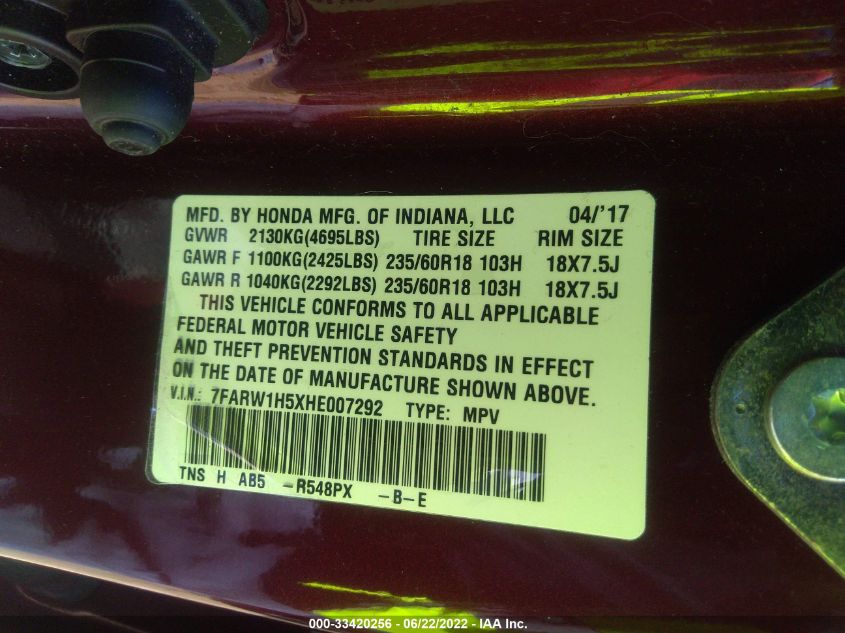 MFD. BY HONDA MFG. OF INDIANA, LLC 04/'17
GVWR 2130KG(4695LBS) TIRE SIZE RIM SIZE
GAWR F 1100KG(2425LBS) 235/60R18 103H 18X7.5J
GAWR R 1040KG(2292LBS) 235/60R18 103H 18X7.5J
THIS VEHICLE CONFORMS TO ALL APPLICABLE
FEDERAL MOTOR VEHICLE SAFETY
AND THEFT PREVENTION STANDARDS IN EFFECT
ON THE DATE OF MANUFACTURE SHOWN ABOVE.
V.I.N.: 7FARW1H5XHE007292 TYPE: MPV
TNS H AB5 -R548PX -B-E
000-33420256 - 06/22/2022 - IAA Inc.